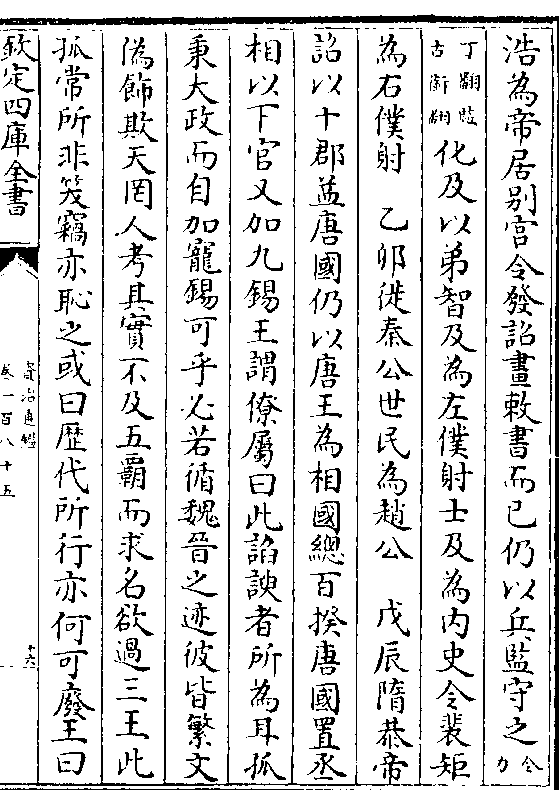 浩為帝居别宫令發詔畫敕書而已仍以兵監守之令力
丁翻監古銜翻化及以弟智及為左僕射士及為内史令裴矩
為右僕射 乙卯徙秦公世民為趙公 戊辰隋恭帝
詔以十郡益唐國仍以唐王為相國總百揆唐國置丞
相以下官又加九錫王謂僚屬曰此諂諛者所為耳孤
秉大政而自加寵錫可乎必若循魏晉之迹彼皆繁文
偽飾欺天罔人考其實不及五霸而求名欲過三王此
孤常所非笑竊亦恥之或曰歴代所行亦何可廢王曰
欽定四庫全書
資治通鑑
卷一百八十五
十六